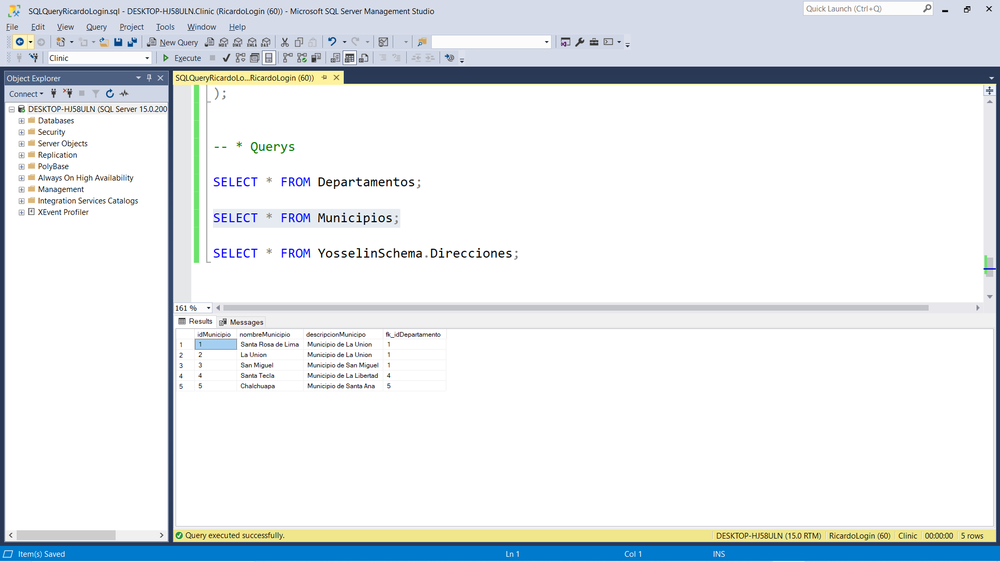 SQLQueryRicardoLogin.sql - DESKTOP-HJ58ULN.Clinic (RicardoLogin (60)) - Microsoft SQL Server Management Studio
Quick Launch (Ctrl+Q)
File Edit View Query Project Tools Window Help
New Query MDX DMX XMLA DAX
Clinic Execute
Object Explorer
SQLQueryRicardoLo...RicardoLogin (60))
Connect
DESKTOP-HJ58ULN (SQL Server 15.0.200
Databases
Security
Server Objects
Replication
PolyBase
Always On High Availability
Management
Integration Services Catalogs
XEvent Profiler
);
-- * Querys
SELECT * FROM Departamentos;
SELECT * FROM Municipios;
SELECT * FROM YosselinSchema.Direcciones;
161 %
Results Messages
idMunicipio nombreMunicipio descripcionMunicipo fk_idDepartamento
1 1 Santa Rosa de Lima Municipio de La Union 1
2 2 La Union Municipio de La Union 1
3 3 San Miguel Municipio de San Miguel 1
4 4 Santa Tecla Municipio de La Libertad 4
5 5 Chalchuapa Municipio de Santa Ana 5
Query executed successfully.
DESKTOP-HJ58ULN (15.0 RTM) RicardoLogin (60) Clinic 00:00:00 5 rows
Item(s) Saved Ln 1 Col 1 INS